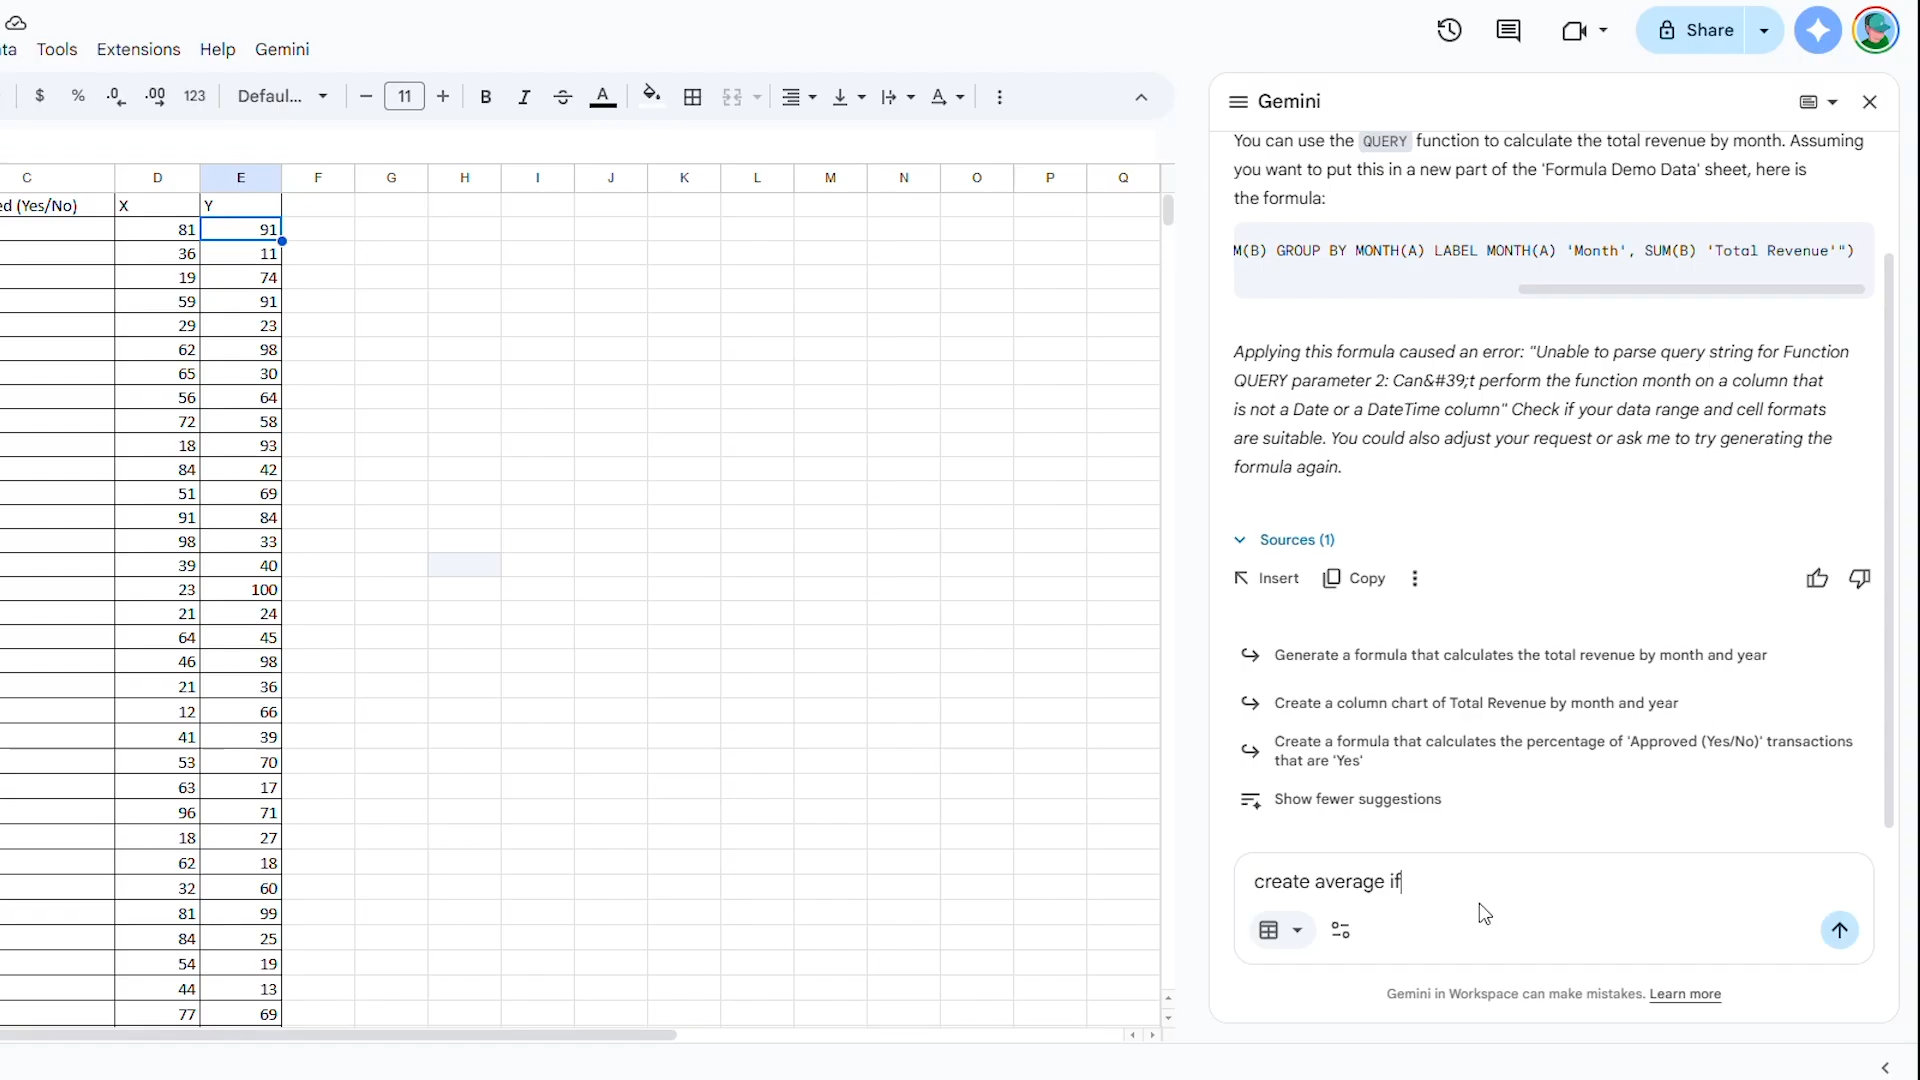 ta Tools Extensions Help Gemini
Share
$ % .0 .00 123 Defaul... 11 B I A
C D E F G H I J K L M N O P Q
ed (Yes/No) X Y
81 91
36 11
19 74
59 91
29 23
62 98
65 30
56 64
72 58
18 93
84 42
51 69
91 84
98 33
39 40
23 100
21 24
64 45
46 98
21 36
12 66
41 39
53 70
63 17
96 71
18 27
62 18
32 60
81 99
84 25
54 19
44 13
77 69
Gemini
You can use the QUERY function to calculate the total revenue by month. Assuming
you want to put this in a new part of the 'Formula Demo Data' sheet, here is
the formula:
M(B) GROUP BY MONTH(A) LABEL MONTH(A) 'Month', SUM(B) 'Total Revenue'")
Applying this formula caused an error: "Unable to parse query string for Function
QUERY parameter 2: Can&#39;t perform the function month on a column that
is not a Date or a DateTime column" Check if your data range and cell formats
are suitable. You could also adjust your request or ask me to try generating the
formula again.
Sources (1)
Insert Copy
Generate a formula that calculates the total revenue by month and year
Create a column chart of Total Revenue by month and year
Create a formula that calculates the percentage of 'Approved (Yes/No)' transactions
that are 'Yes'
Show fewer suggestions
create average if
Gemini in Workspace can make mistakes. Learn more